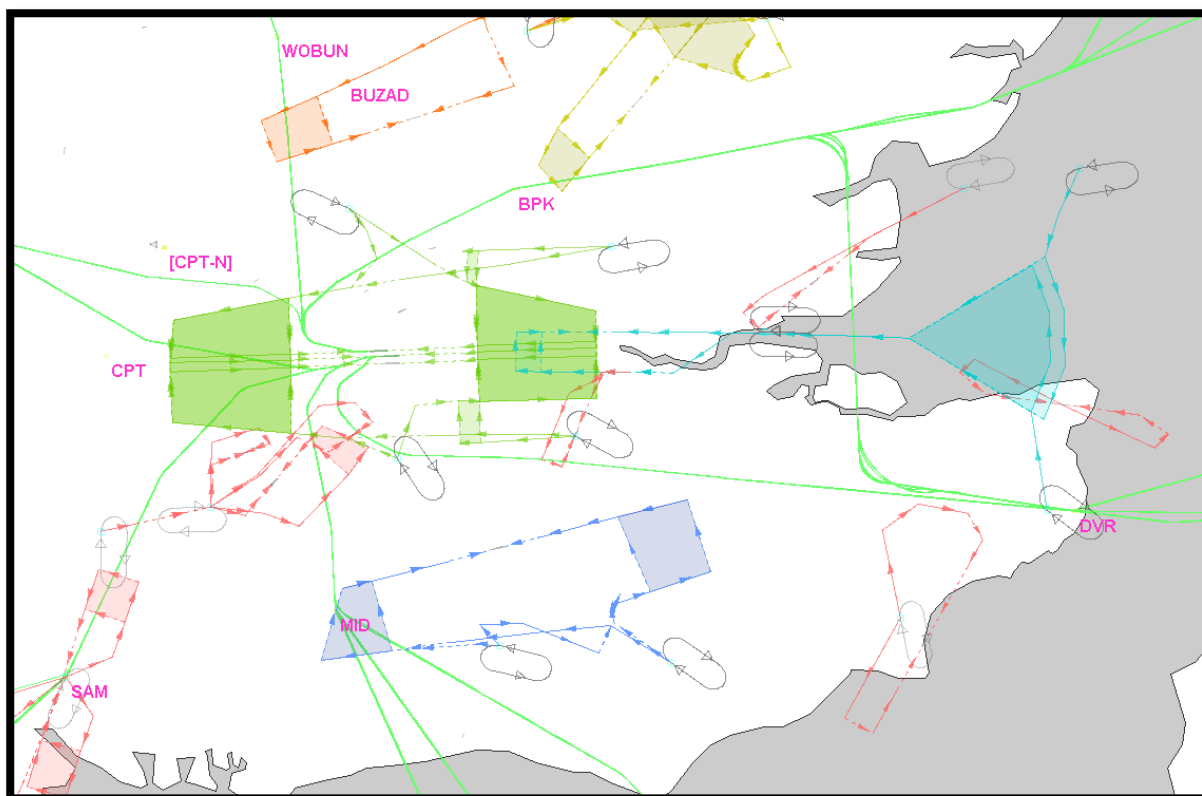 WOBUN
BUZAD
BPK
[CPT-N]
CPT
DVR
MID
SAM